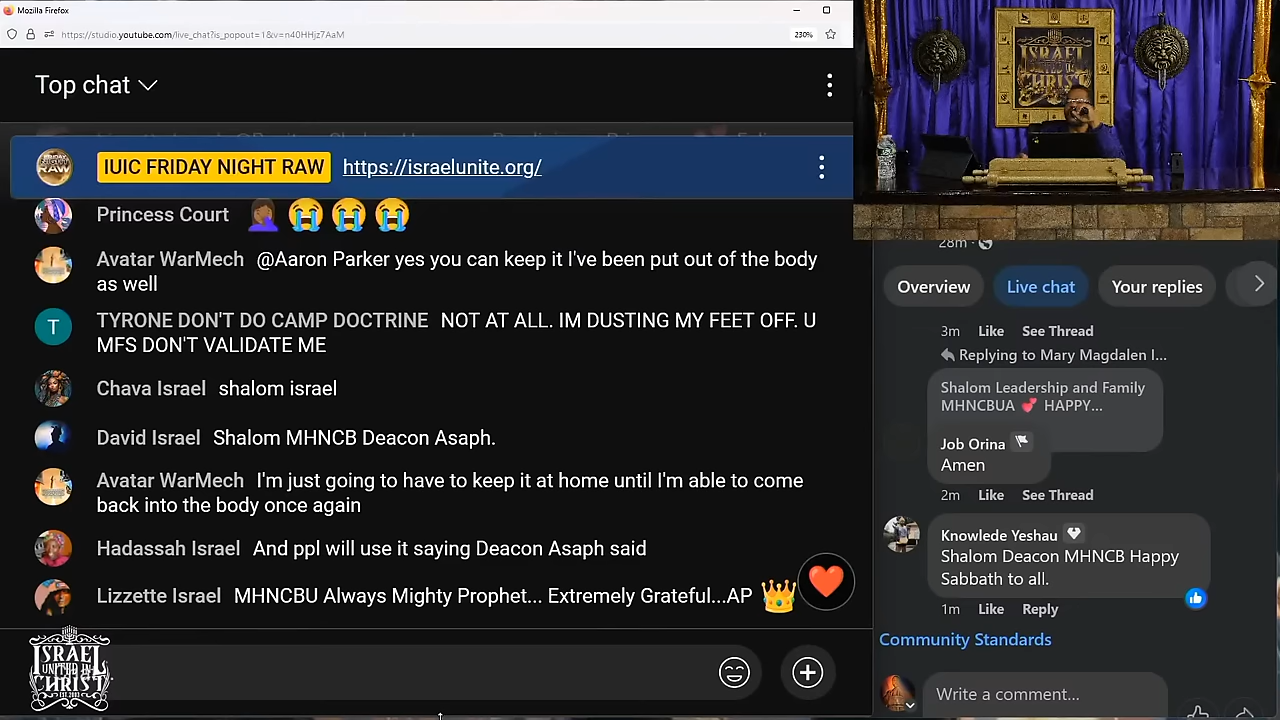 Mozilla Firefox
https://studio.youtube.com/live_chat?is_popout=1&v=n40HHjz7AaM
230%
Top chat
IUIC FRIDAY NIGHT RAW https://israelunite.org/
Princess Court
Avatar WarMech @Aaron Parker yes you can keep it I've been put out of the body
as well
TYRONE DON'T DO CAMP DOCTRINE NOT AT ALL. IM DUSTING MY FEET OFF. U
MFS DON'T VALIDATE ME
T
Chava Israel shalom israel
David Israel Shalom MHNCB Deacon Asaph.
Avatar WarMech I'm just going to have to keep it at home until I'm able to come
back into the body once again
Hadassah Israel And ppl will use it saying Deacon Asaph said
Lizzette Israel MHNCBU Always Mighty Prophet... Extremely Grateful...AP
ISRAEL
UNITED IN
CHRIST
EST. 2003
ISRAEL
UNITED IN
CHRIST
28m
Overview
Live chat
Your replies
3m Like See Thread
Replying to Mary Magdalen I...
Shalom Leadership and Family
MHNCBUA 💕 HAPPY...
Job Orina
Amen
2m Like See Thread
Knowlede Yeshau
Shalom Deacon MHNCB Happy
Sabbath to all.
1m Like Reply
Community Standards
Write a comment...